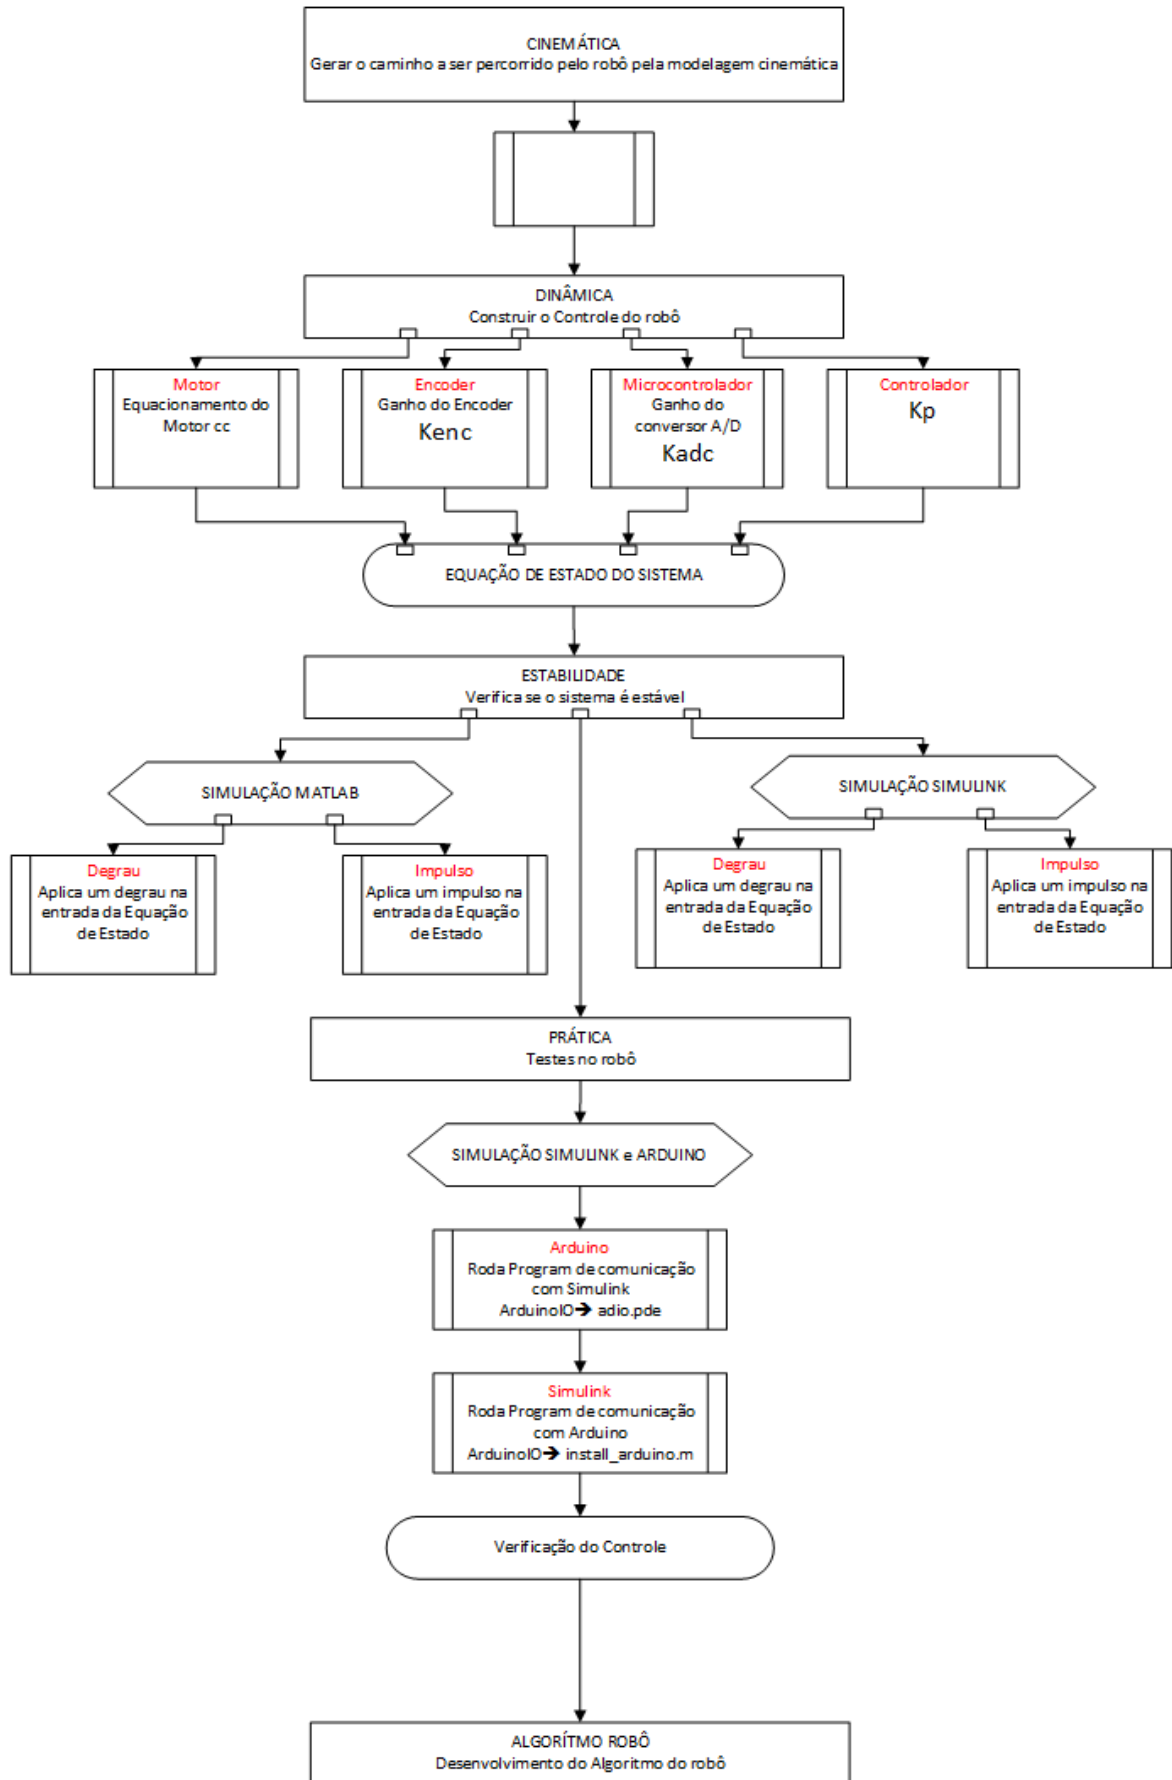 CINEMÁTICA
Gerar o caminho a ser percorrido pelo robô pela modelagem cinemática
DINÂMICA
Construir o Controle do robô
Motor
Equacionamento do
Motor cc
Encoder
Ganho do Encoder
Kenc
Microcontrolador
Ganho do
conversor A/D
Kadc
Controlador
Kp
EQUAÇÃO DE ESTADO DO SISTEMA
ESTABILIDADE
Verifica se o sistema é estável
SIMULAÇÃO MATLAB
SIMULAÇÃO SIMULINK
Degrau
Aplica um degrau na
entrada da Equação
de Estado
Impulso
Aplica um impulso na
entrada da Equação
de Estado
Degrau
Aplica um degrau na
entrada da Equação
de Estado
Impulso
Aplica um impulso na
entrada da Equação
de Estado
PRÁTICA
Testes no robô
SIMULAÇÃO SIMULINK e ARDUINO
Arduino
Roda Program de comunicação
com Simulink
ArduinoIO➔ adio.pde
Simulink
Roda Program de comunicação
com Arduino
ArduinoIO➔ install_arduino.m
Verificação do Controle
ALGORÍTMO ROBÔ
Desenvolvimento do Algoritmo do robô